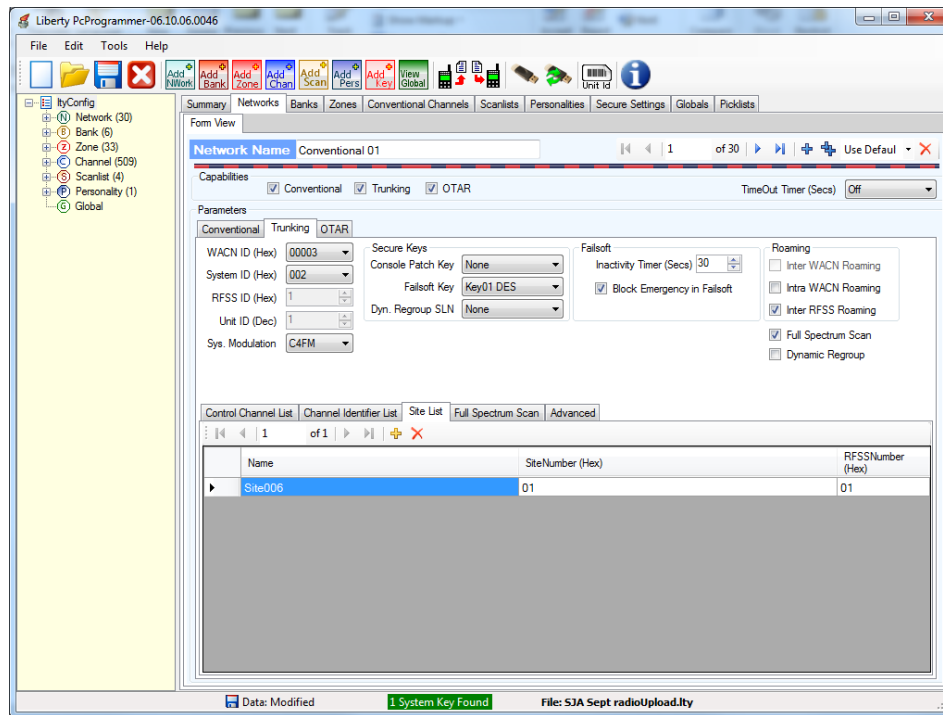 Liberty PcProgrammer-06.10.06.0046
File Edit Tools Help
Add NWork
Add Bank
Add Zone
Add Chan
Add Scan
Add Pers
Add Key
View Global
Unit Id
ltyConfig
Network (30)
Bank (6)
Zone (33)
Channel (509)
Scanlist (4)
Personality (1)
Global
Summary Networks Banks Zones Conventional Channels Scanlists Personalities Secure Settings Globals Picklists
Form View
Network Name Conventional 01 1 of 30 Use Defaul
Capabilities
Conventional Trunking OTAR TimeOut Timer (Secs) Off
Parameters
Conventional Trunking OTAR
WACN ID (Hex) 00003
System ID (Hex) 002
RFSS ID (Hex) 1
Unit ID (Dec) 1
Sys. Modulation C4FM
Secure Keys
Console Patch Key None
Failsoft Key Key01 DES
Dyn. Regroup SLN None
Failsoft
Inactivity Timer (Secs) 30
Block Emergency in Failsoft
Roaming
Inter WACN Roaming
Intra WACN Roaming
Inter RFSS Roaming
Full Spectrum Scan
Dynamic Regroup
Control Channel List Channel Identifier List Site List Full Spectrum Scan Advanced
1 of 1
Name SiteNumber (Hex) RFSSNumber (Hex)
Site006 01 01
Data: Modified 1 System Key Found File: SJA Sept radioUpload.lty